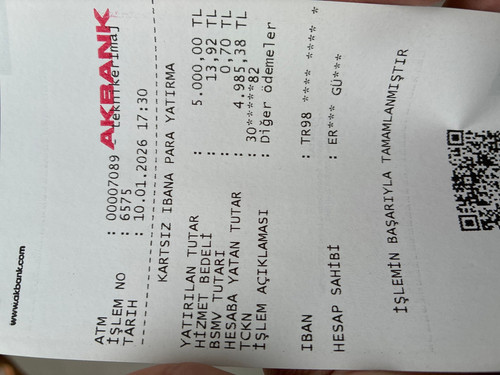 www.akbank.com
AKBANK
ATM : 00007089 - Teknikerimaj
İŞLEM NO : 6575
TARİH : 10.01.2026 17:30
KARTSIZ IBANA PARA YATIRMA
YATIRILAN TUTAR : 5.000,00 TL
HİZMET BEDELİ : 13,92 TL
BSMV TUTARI : 0,70 TL
HESABA YATAN TUTAR : 4.985,38 TL
TCKN : 30*****82
İŞLEM AÇIKLAMASI : Diğer ödemeler
IBAN : TR98 **** **** *
HESAP SAHİBİ : ER*** GÜ***
İŞLEMİN BAŞARIYLA TAMAMLANMIŞTIR